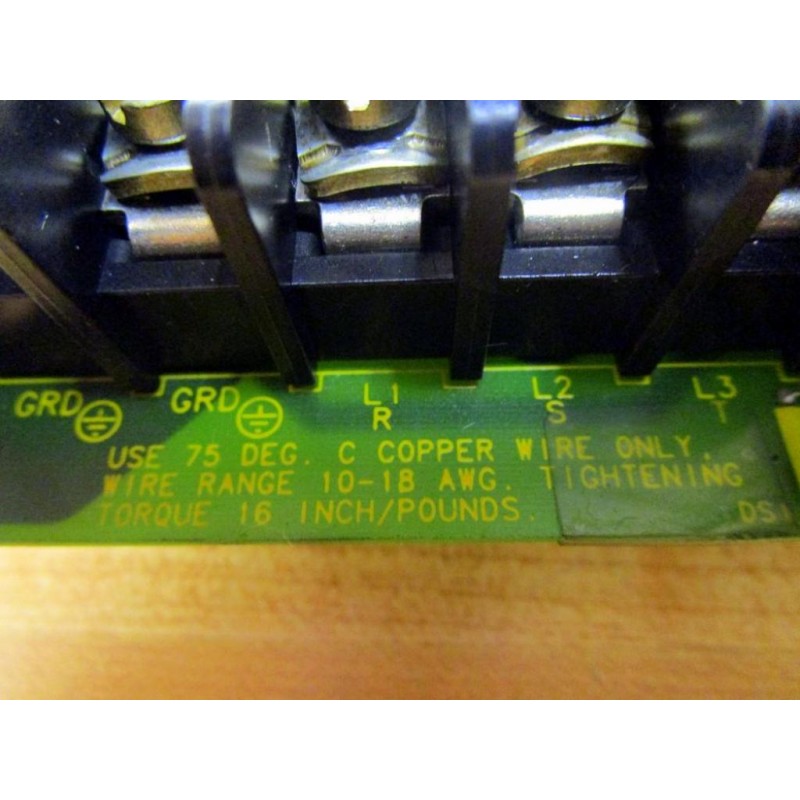 GRD GRD L1 L2 L3
R S T
USE 75 DEG. C COPPER WIRE ONLY.
WIRE RANGE 10-18 AWG. TIGHTENING
TORQUE 16 INCH/POUNDS.